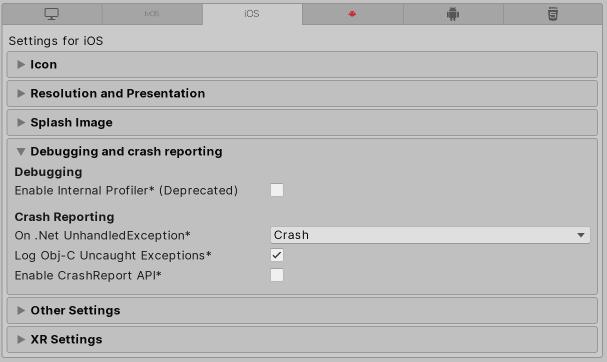 tvOS
iOS
Settings for iOS
Icon
Resolution and Presentation
Splash Image
Debugging and crash reporting
Debugging
Enable Internal Profiler* (Deprecated)
Crash Reporting
On .Net UnhandledException* Crash
Log Obj-C Uncaught Exceptions*
Enable CrashReport API*
Other Settings
XR Settings